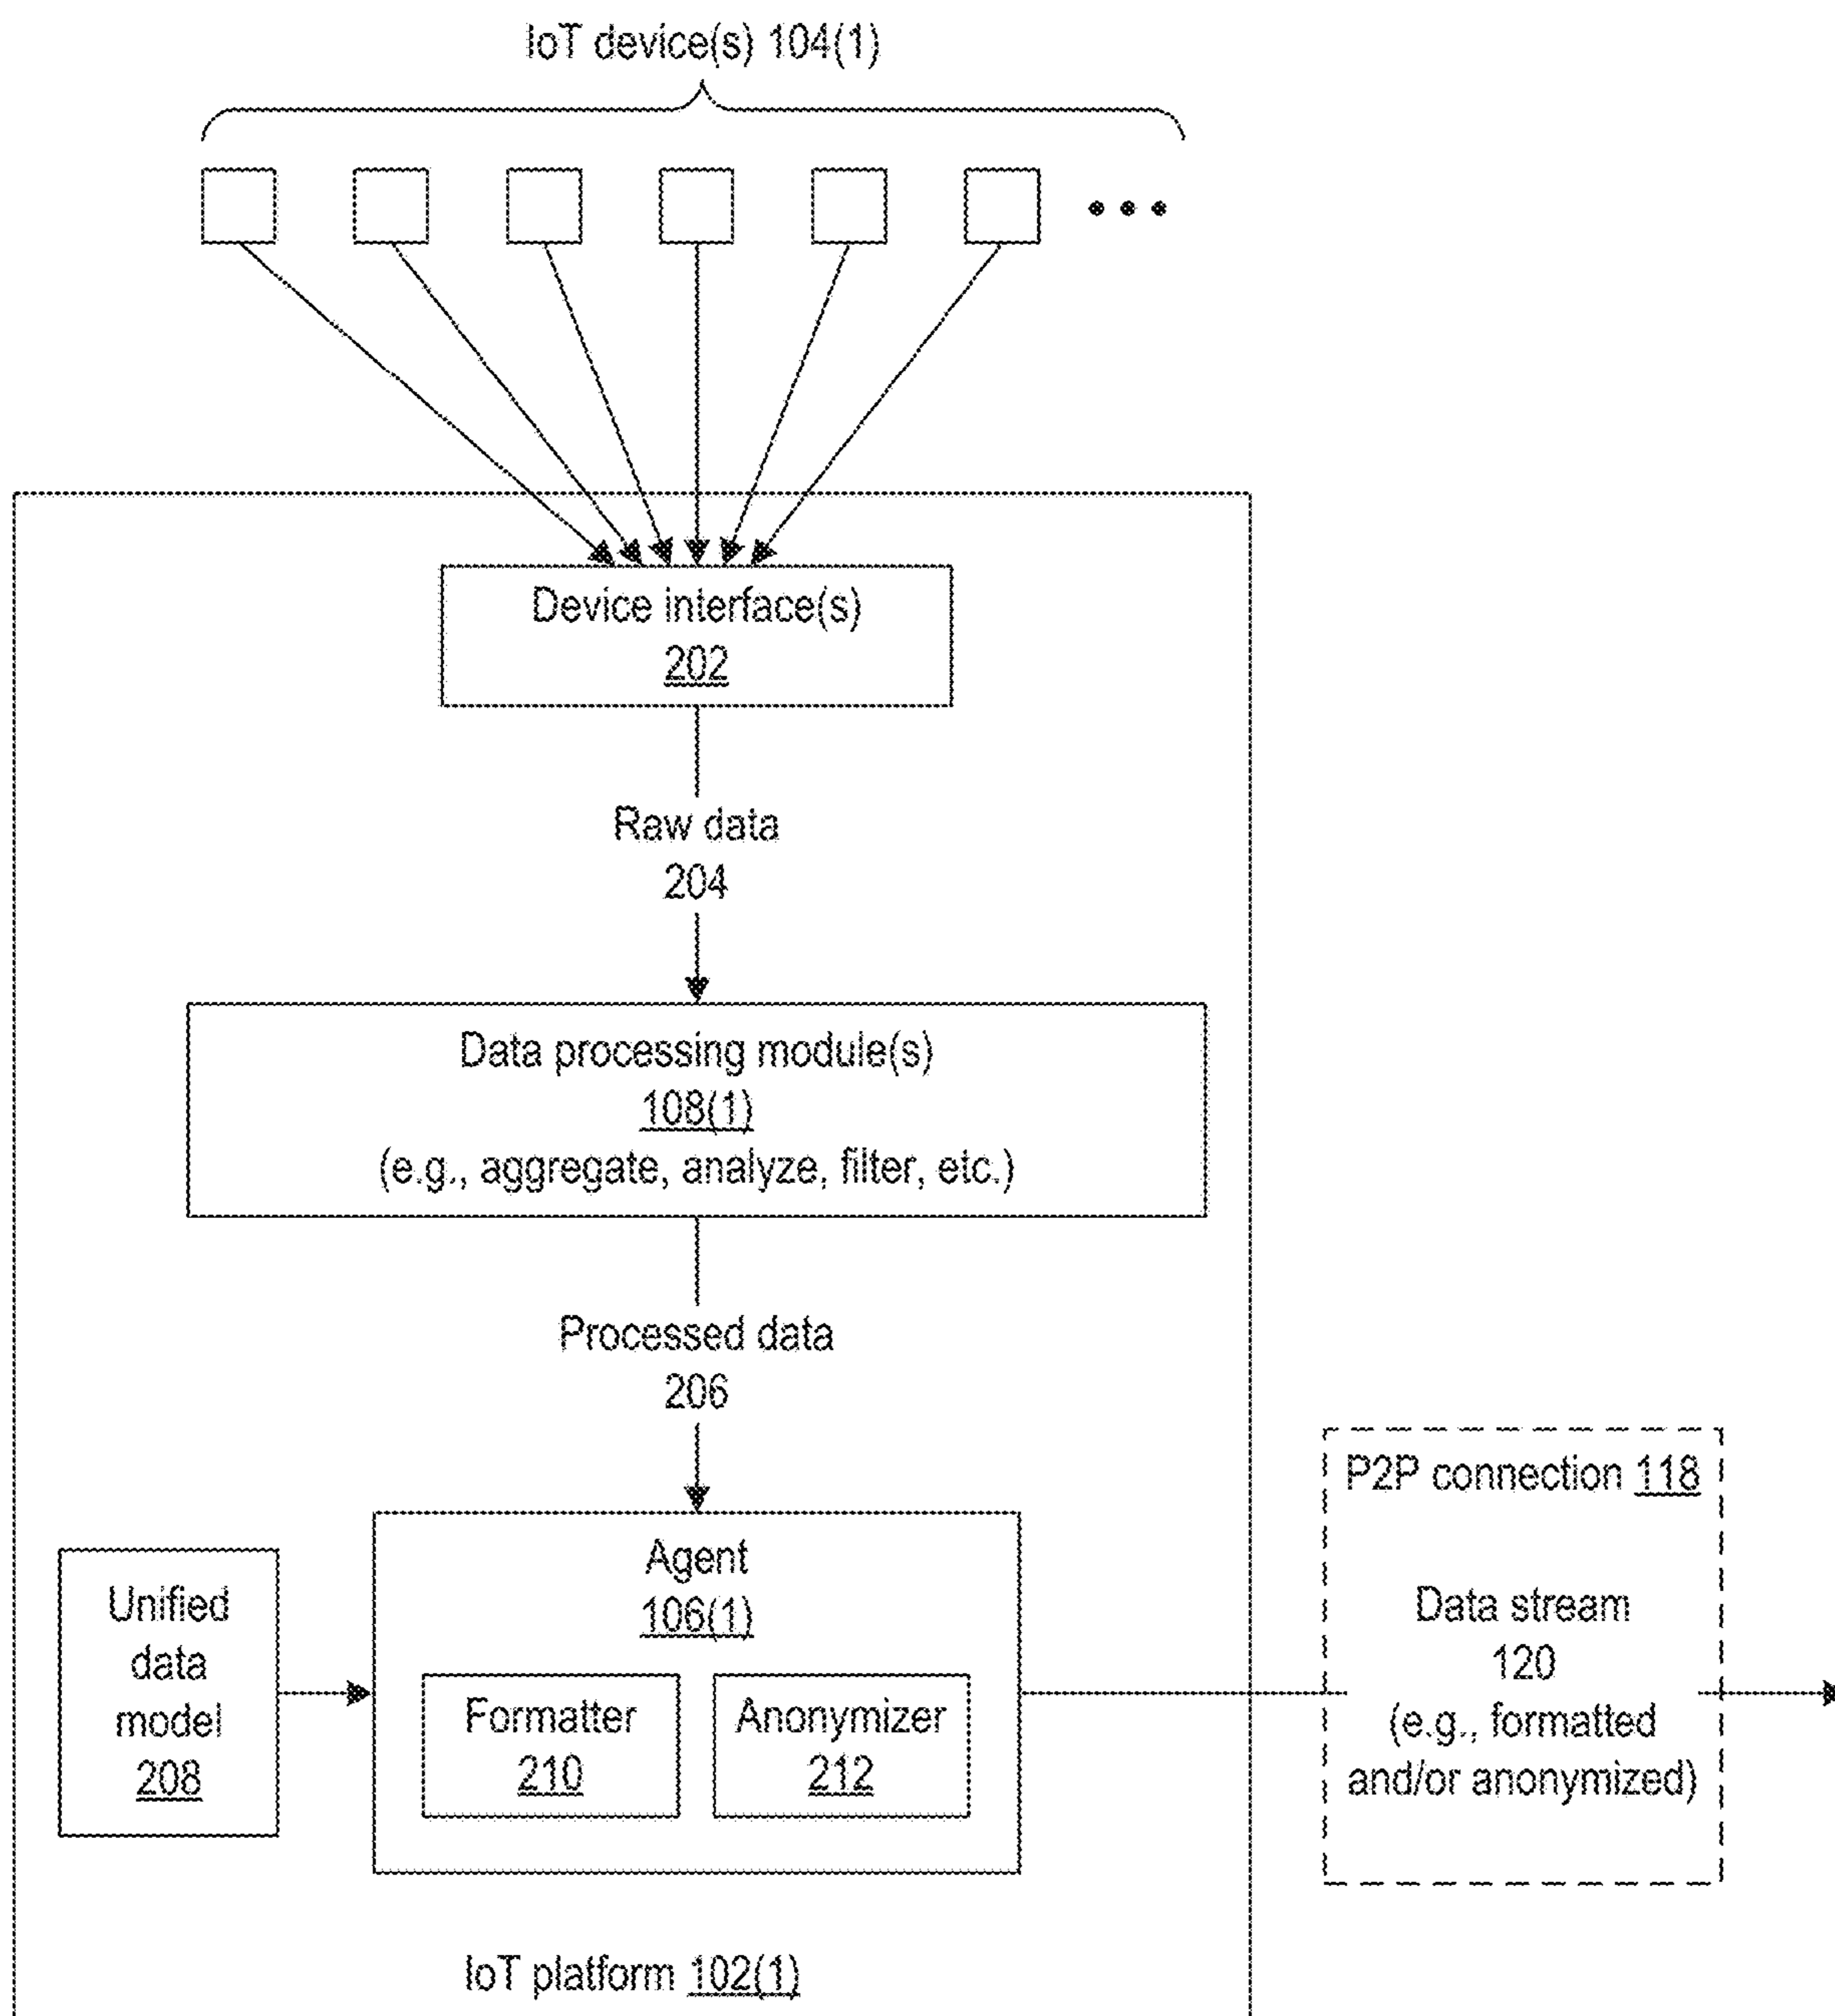 IoT device(s) 104(1)
Device interface(s)
202
Raw data
204
Data processing module(s)
108(1)
(e.g., aggregate, analyze, filter, etc.)
Processed data
206
Unified
data
model
208
Agent
106(1)
Formatter
210
Anonymizer
212
P2P connection 118
Data stream
120
(e.g., formatted
and/or anonymized)
IoT platform 102(1)